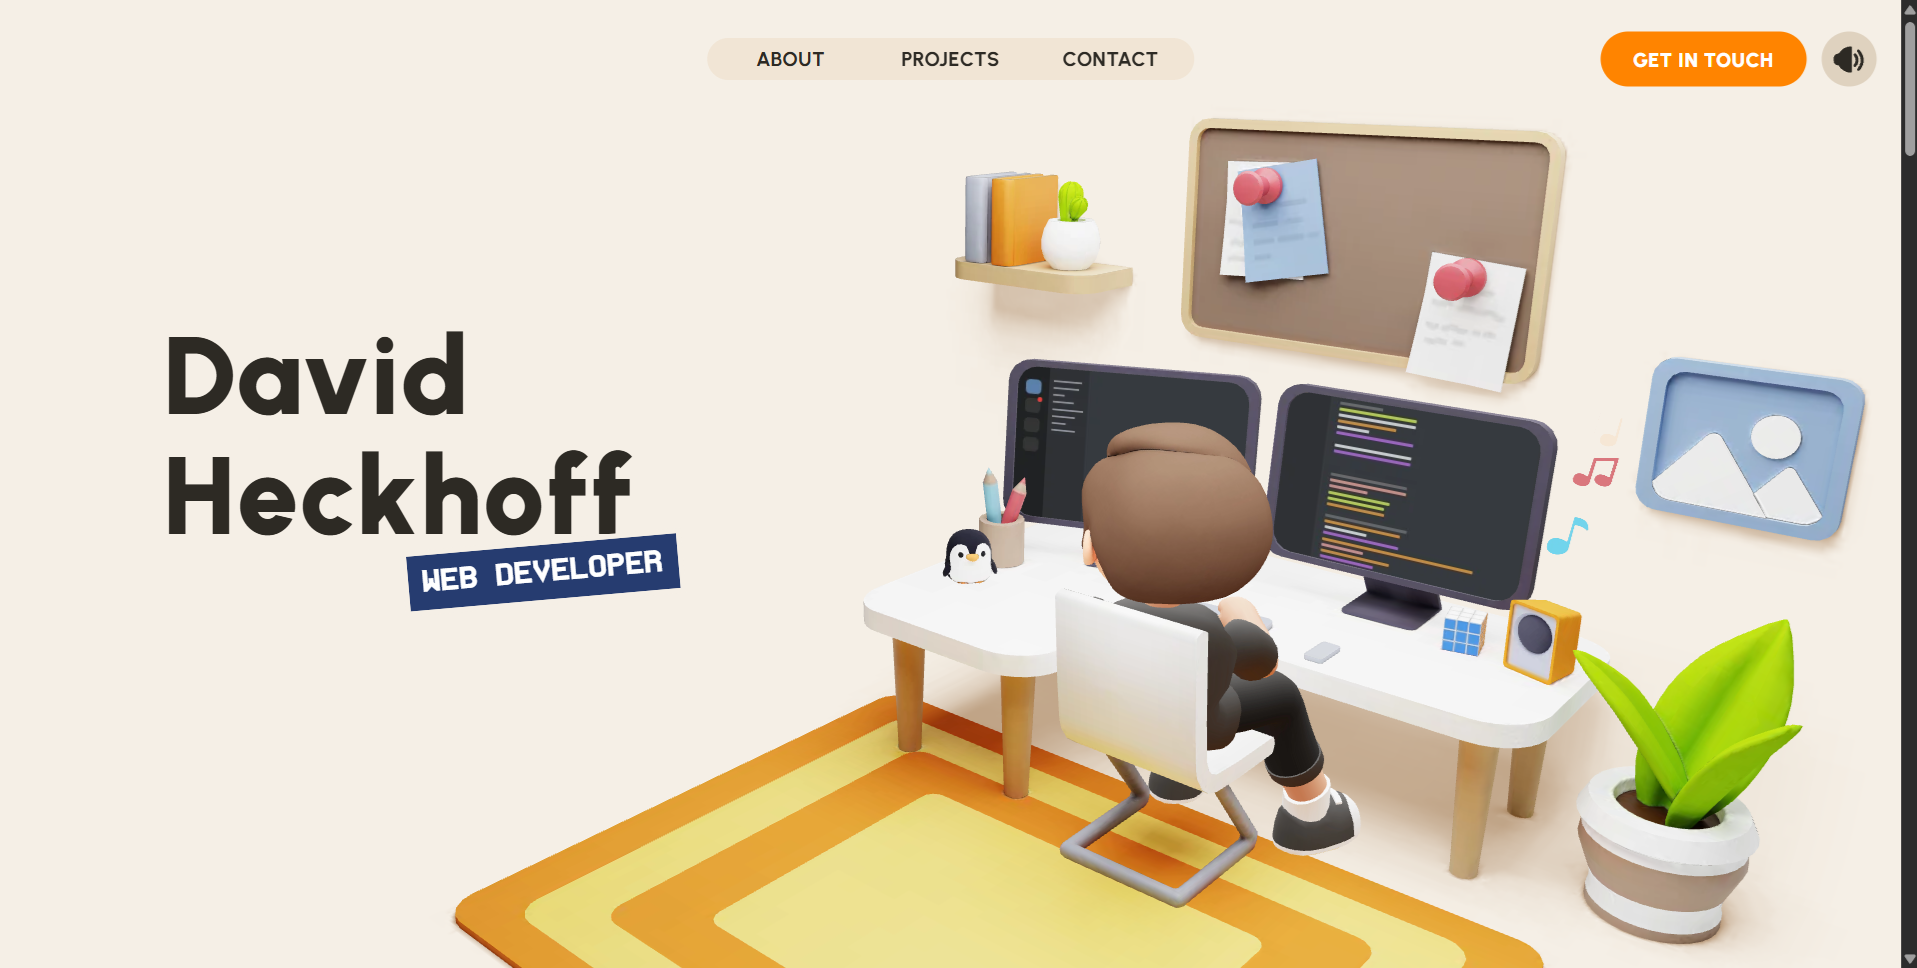 ABOUT
PROJECTS
CONTACT
GET IN TOUCH
David
Heckhoff
WEB DEVELOPER